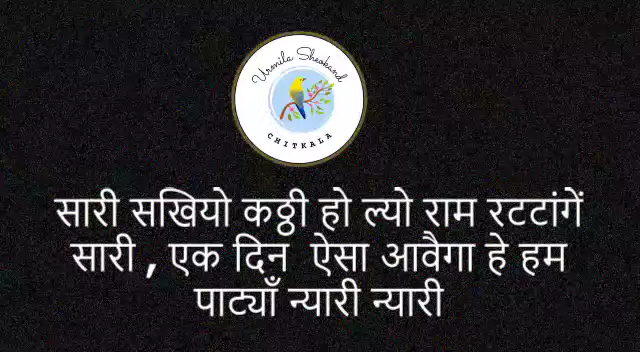 Urmila Sheokand
CHITKALA
सारी सखियो कठ्ठी हो ल्यो राम रटटांगें
सारी , एक दिन  ऐसा आवैगा हे हम
पाट्याँ न्यारी न्यारी